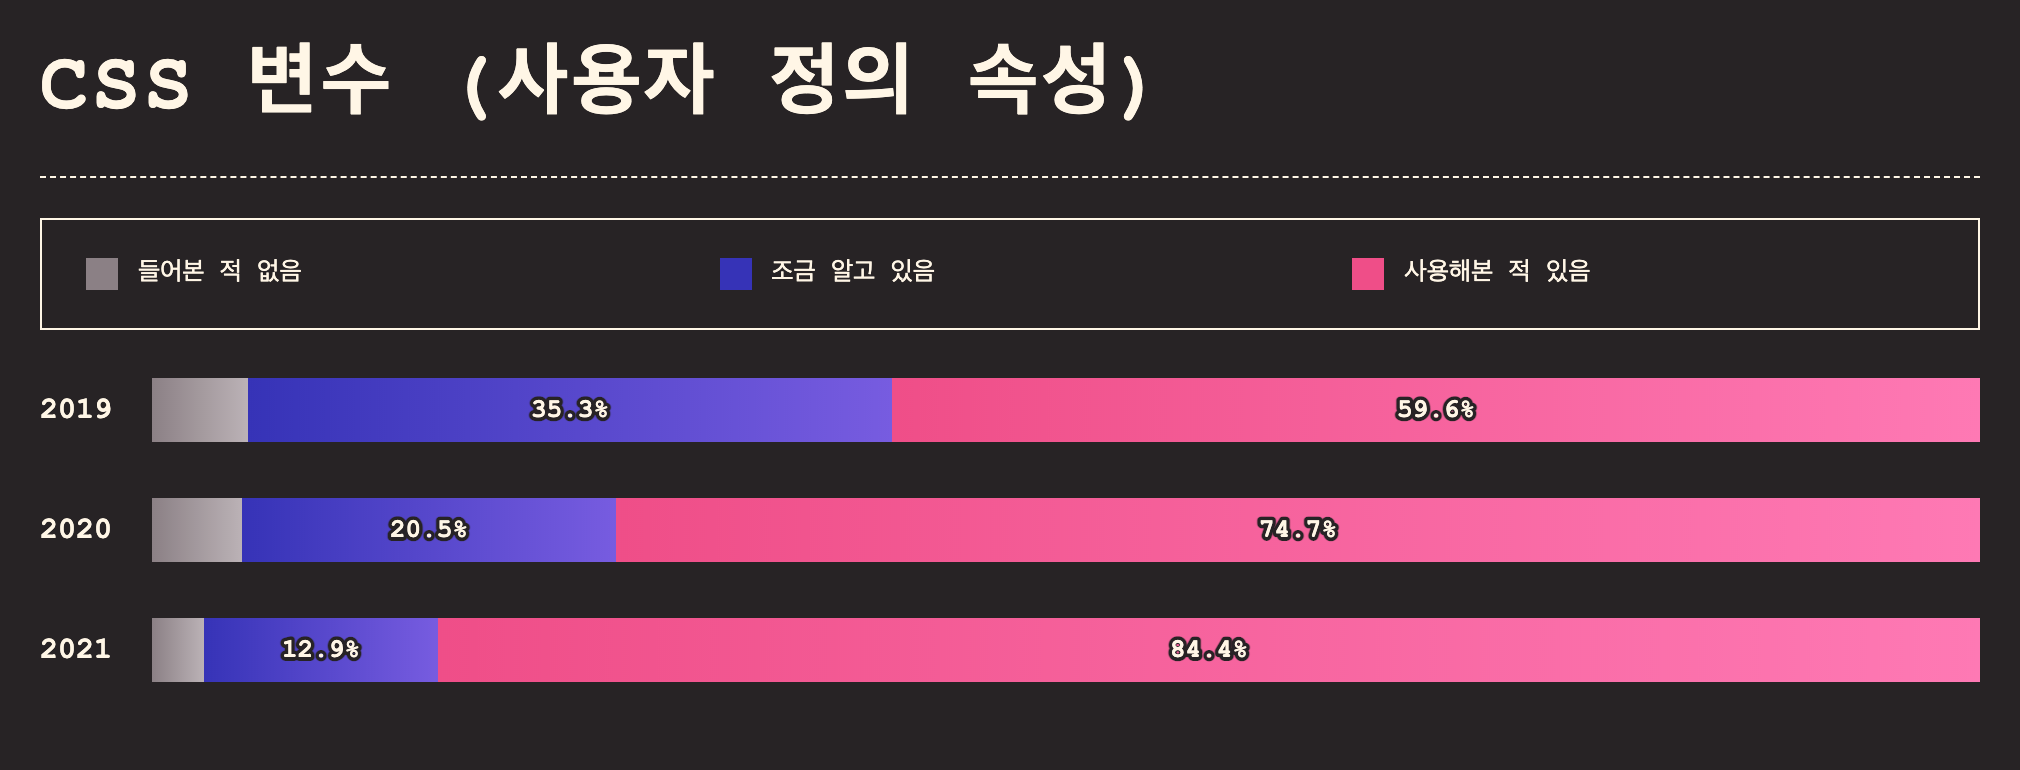 CSS 변수 (사용자 정의 속성)
들어본 적 없음 조금 알고 있음 사용해본 적 있음
2019 35.3% 59.6%
2020 20.5% 74.7%
2021 12.9% 84.4%